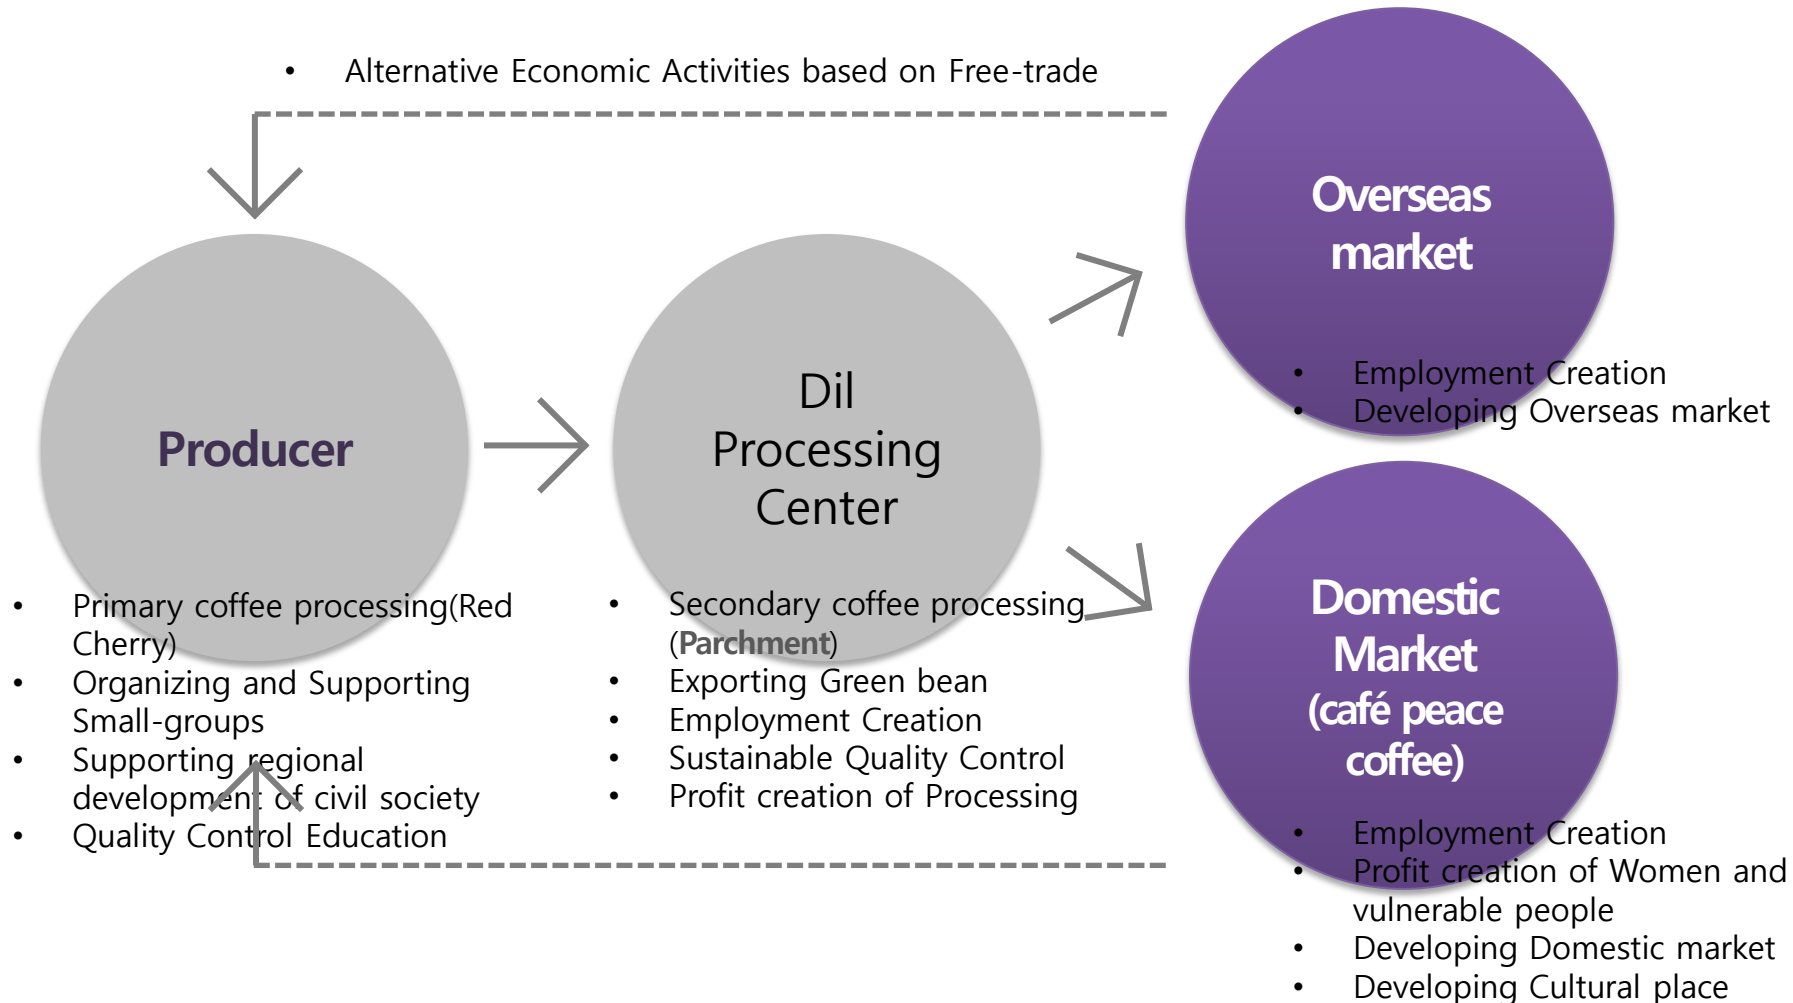 • Alternative Economic Activities based on Free-trade
Producer
• Primary coffee processing(Red
Cherry)
• Organizing and Supporting
Small-groups
• Supporting regional
development of civil society
• Quality Control Education
Dil
Processing
Center
• Secondary coffee processing
(Parchment)
• Exporting Green bean
• Employment Creation
• Sustainable Quality Control
• Profit creation of Processing
Overseas
market
• Employment Creation
• Developing Overseas market
Domestic
Market
(café peace
coffee)
• Employment Creation
• Profit creation of Women and
vulnerable people
• Developing Domestic market
• Developing Cultural place